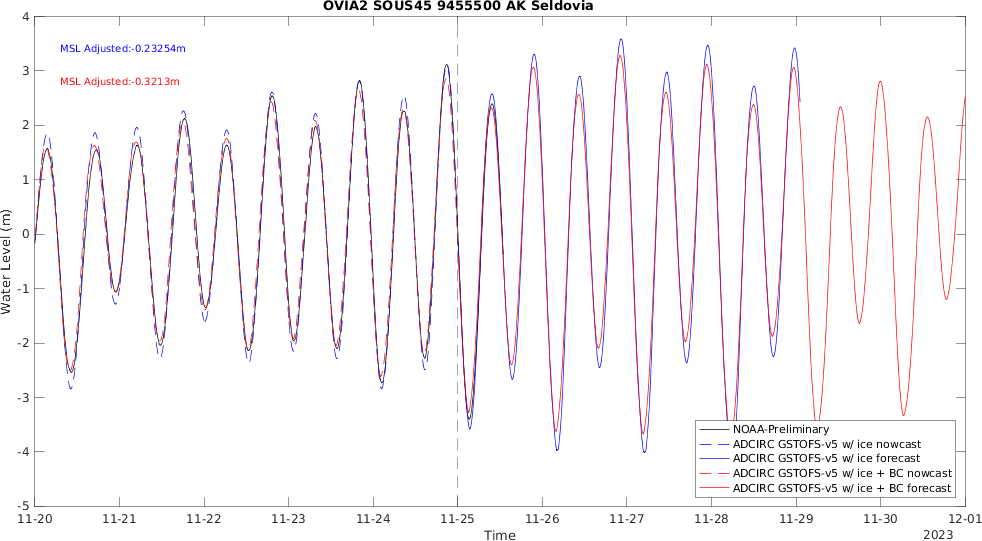 OVIA2 SOUS45 9455500 AK Seldovia
4
3
2
1
0
-1
-2
-3
-4
-5
Water Level (m)
MSL Adjusted:-0.23254m
MSL Adjusted:-0.3213m
NOAA-Preliminary
ADCIRC GSTOFS-v5 w/ ice nowcast
ADCIRC GSTOFS-v5 w/ ice forecast
ADCIRC GSTOFS-v5 w/ ice + BC nowcast
ADCIRC GSTOFS-v5 w/ ice + BC forecast
11-20 11-21 11-22 11-23 11-24 11-25 11-26 11-27 11-28 11-29 11-30 12-01
Time
2023